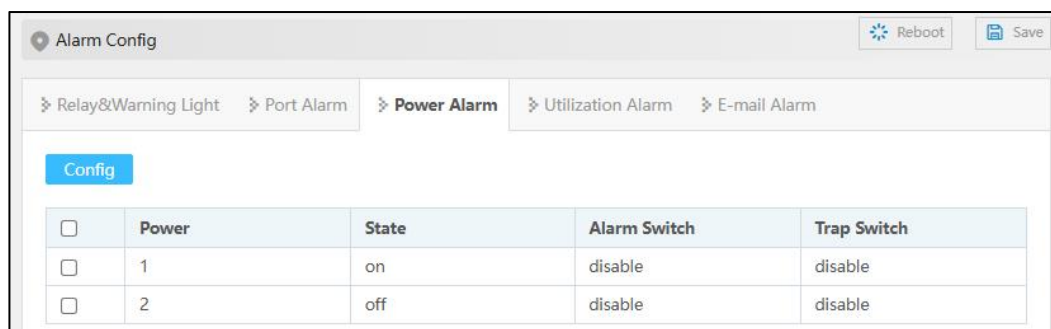 Alarm Config Reboot Save
Relay&Warning Light Port Alarm Power Alarm Utilization Alarm E-mail Alarm
Config
Power State Alarm Switch Trap Switch
1 on disable disable
2 off disable disable